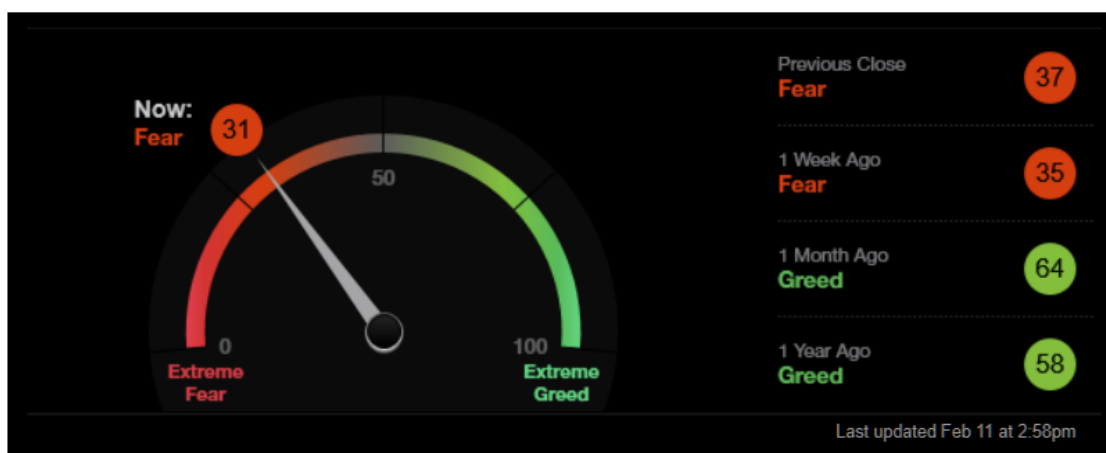 Now:
Fear
31
50
0
100
Extreme
Fear
Extreme
Greed
Previous Close
Fear
37
1 Week Ago
Fear
35
1 Month Ago
Greed
64
1 Year Ago
Greed
58
Last updated Feb 11 at 2:58pm